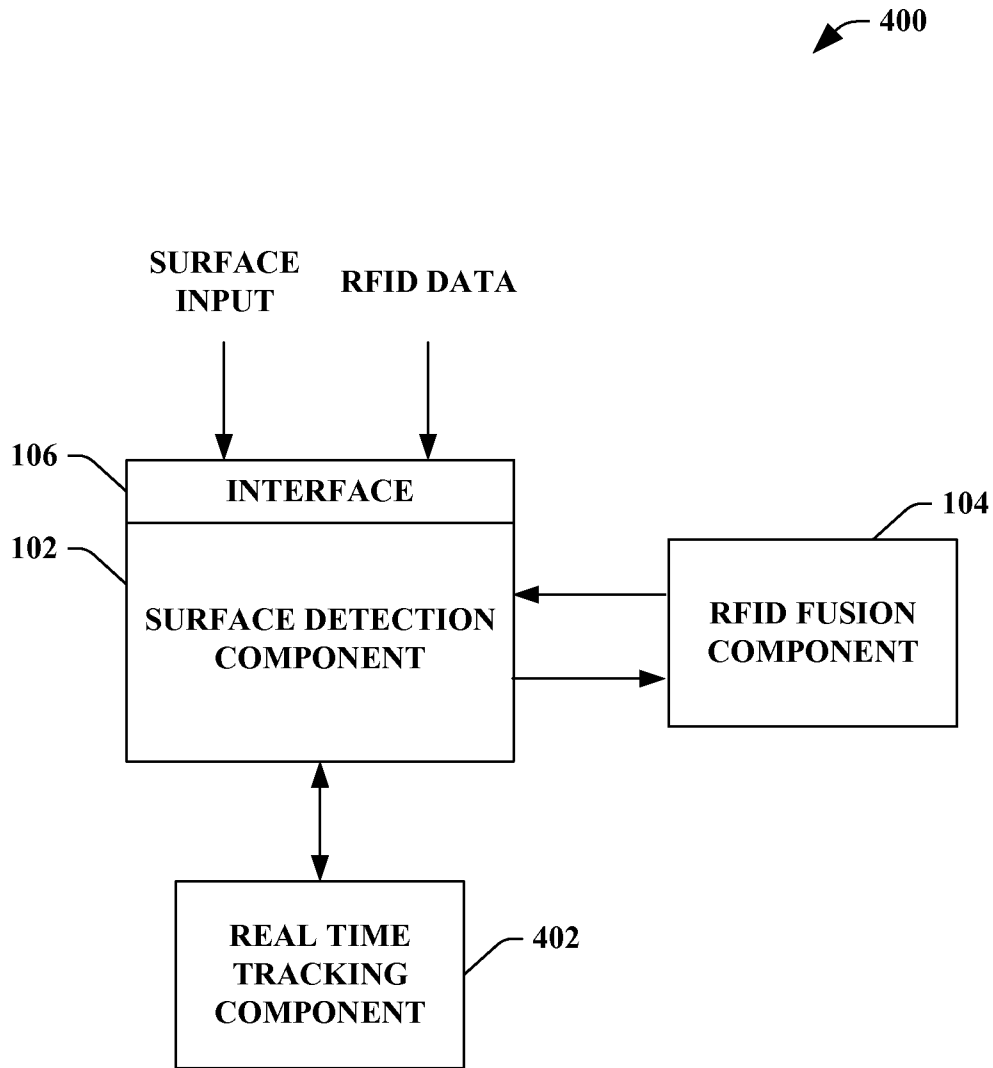 400
SURFACE
INPUT
RFID DATA
106
INTERFACE
102
SURFACE DETECTION
COMPONENT
104
RFID FUSION
COMPONENT
REAL TIME
TRACKING
COMPONENT
402